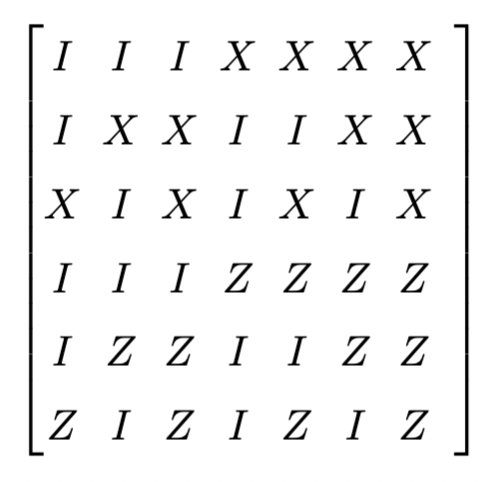 I I I X X X X
I X X I I X X
X I X I X I X
I I I Z Z Z Z
I Z Z I I Z Z
Z I Z I Z I Z